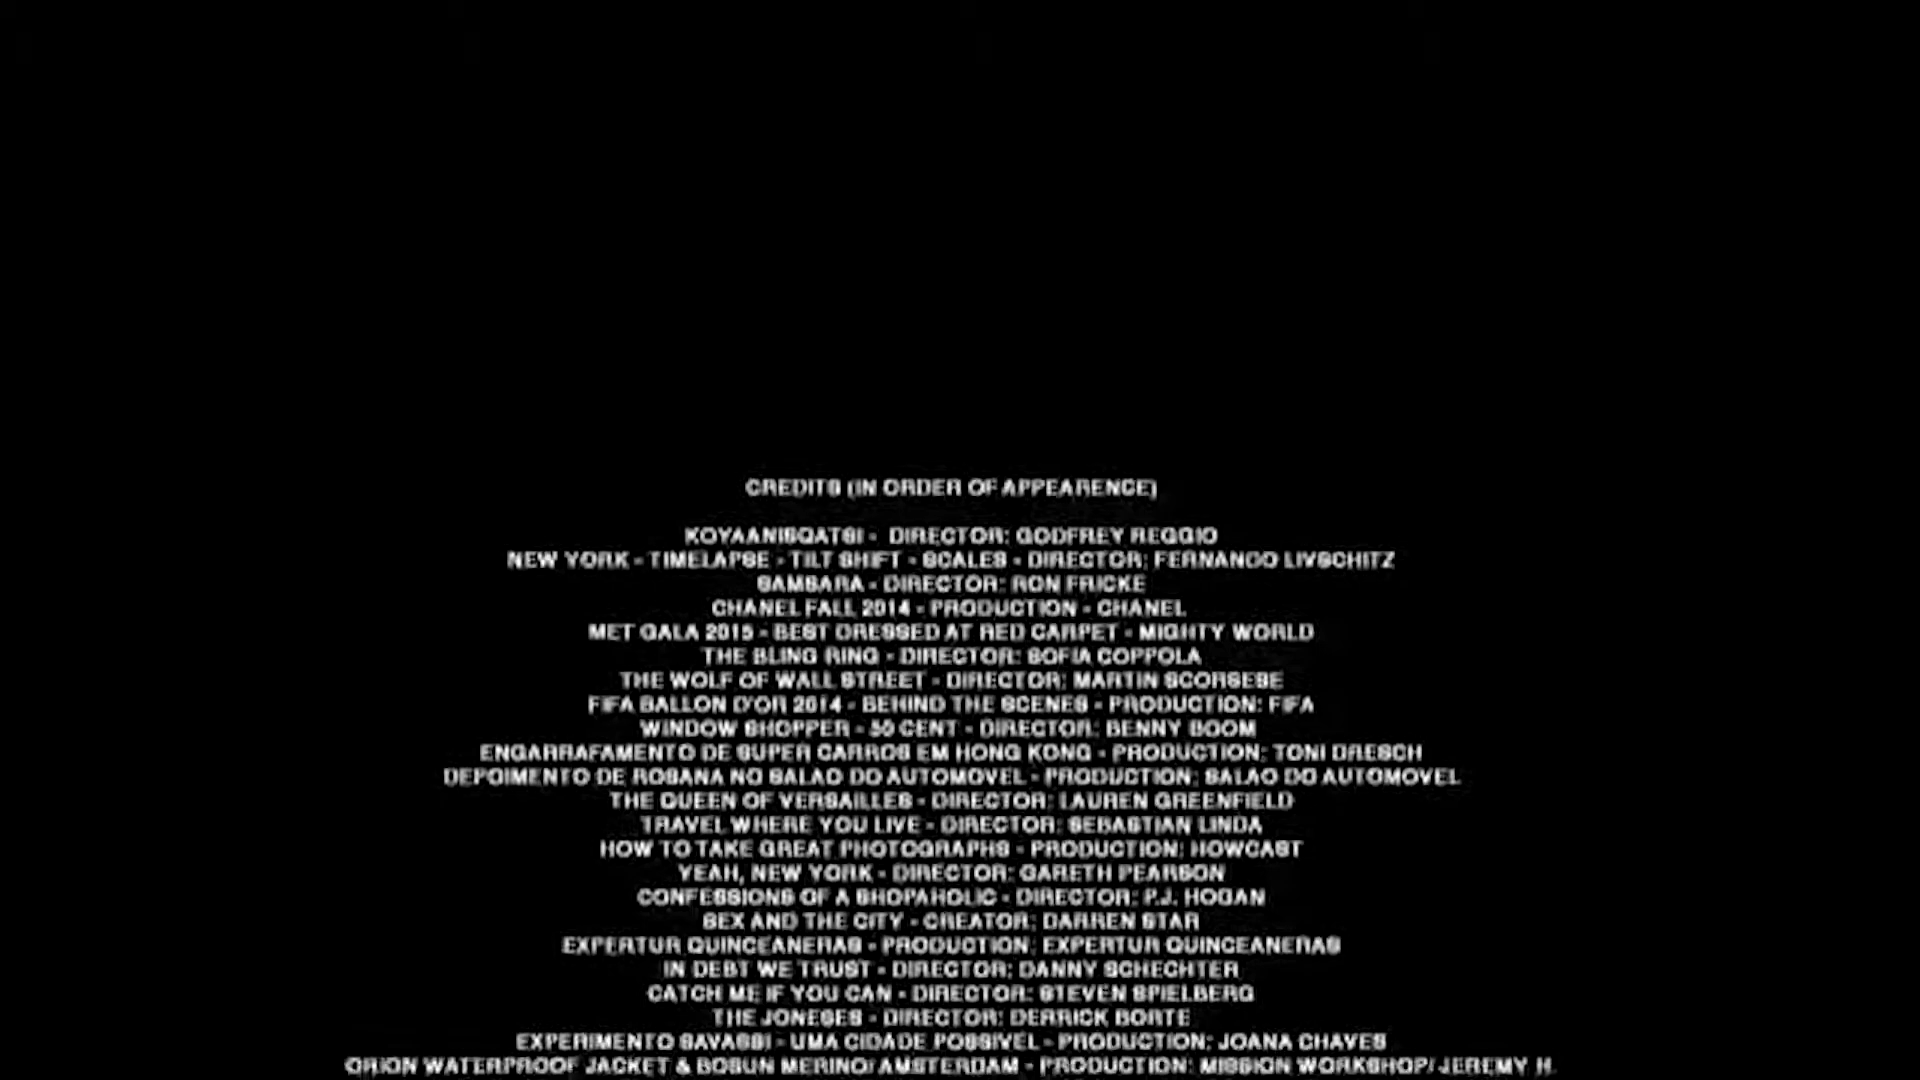 CREDITS (IN ORDER OF APPEARENCE)
KOYAANISQATSI - DIRECTOR: GODFREY REGGIO
NEW YORK - TIMELAPSE - TILT SHIFT - SCALES - DIRECTOR: FERNANDO LIVSCHITZ
SAMSARA - DIRECTOR: RON FRICKE
CHANEL FALL 2014 - PRODUCTION - CHANEL
MET GALA 2015 - BEST DRESSED AT RED CARPET - MIGHTY WORLD
THE BLING RING - DIRECTOR: SOFIA COPPOLA
THE WOLF OF WALL STREET - DIRECTOR: MARTIN SCORSESE
FIFA BALLON D'OR 2014 - BEHIND THE SCENES - PRODUCTION: FIFA
WINDOW SHOPPER - 50 CENT - DIRECTOR: BENNY BOOM
ENGARRAFAMENTO DE SUPER CARROS EM HONG KONG - PRODUCTION: TONI DRESCH
DEPOIMENTO DE ROSANA NO SALAO DO AUTOMOVEL - PRODUCTION: SALAO DO AUTOMOVEL
THE QUEEN OF VERSAILLES - DIRECTOR: LAUREN GREENFIELD
TRAVEL WHERE YOU LIVE - DIRECTOR: SEBASTIAN LINDA
HOW TO TAKE GREAT PHOTOGRAPHS - PRODUCTION: HOWCAST
YEAH, NEW YORK - DIRECTOR: GARETH PEARSON
CONFESSIONS OF A SHOPAHOLIC - DIRECTOR: P.J. HOGAN
SEX AND THE CITY - CREATOR: DARREN STAR
EXPERTUR QUINCEANERAS - PRODUCTION: EXPERTUR QUINCEANERAS
IN DEBT WE TRUST - DIRECTOR: DANNY SCHECHTER
CATCH ME IF YOU CAN - DIRECTOR: STEVEN SPIELBERG
THE JONESES - DIRECTOR: DERRICK BORTE
EXPERIMENTO SAVASSI - UMA CIDADE POSSIVEL - PRODUCTION: JOANA CHAVES
ORION WATERPROOF JACKET & BOSUN MERINO/AMSTERDAM - PRODUCTION: MISSION WORKSHOP/ JEREMY H.